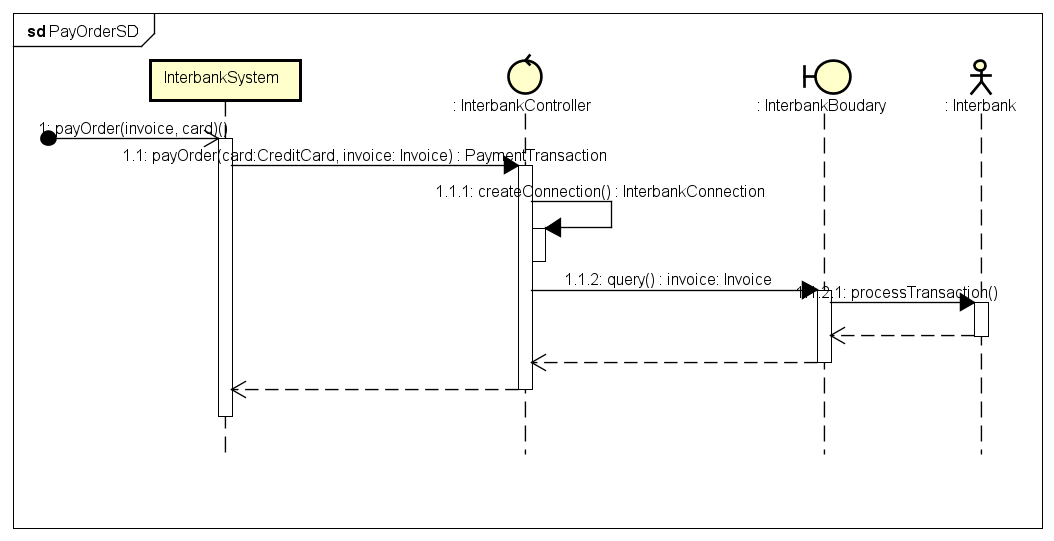 sd PayOrderSD
InterbankSystem
: InterbankController
: InterbankBoudary
: Interbank
1: payOrder(invoice, card)()
1.1: payOrder(card:CreditCard, invoice: Invoice) : PaymentTransaction
1.1.1: createConnection() : InterbankConnection
1.1.2: query() : invoice: Invoice
1.1.2.1: processTransaction()